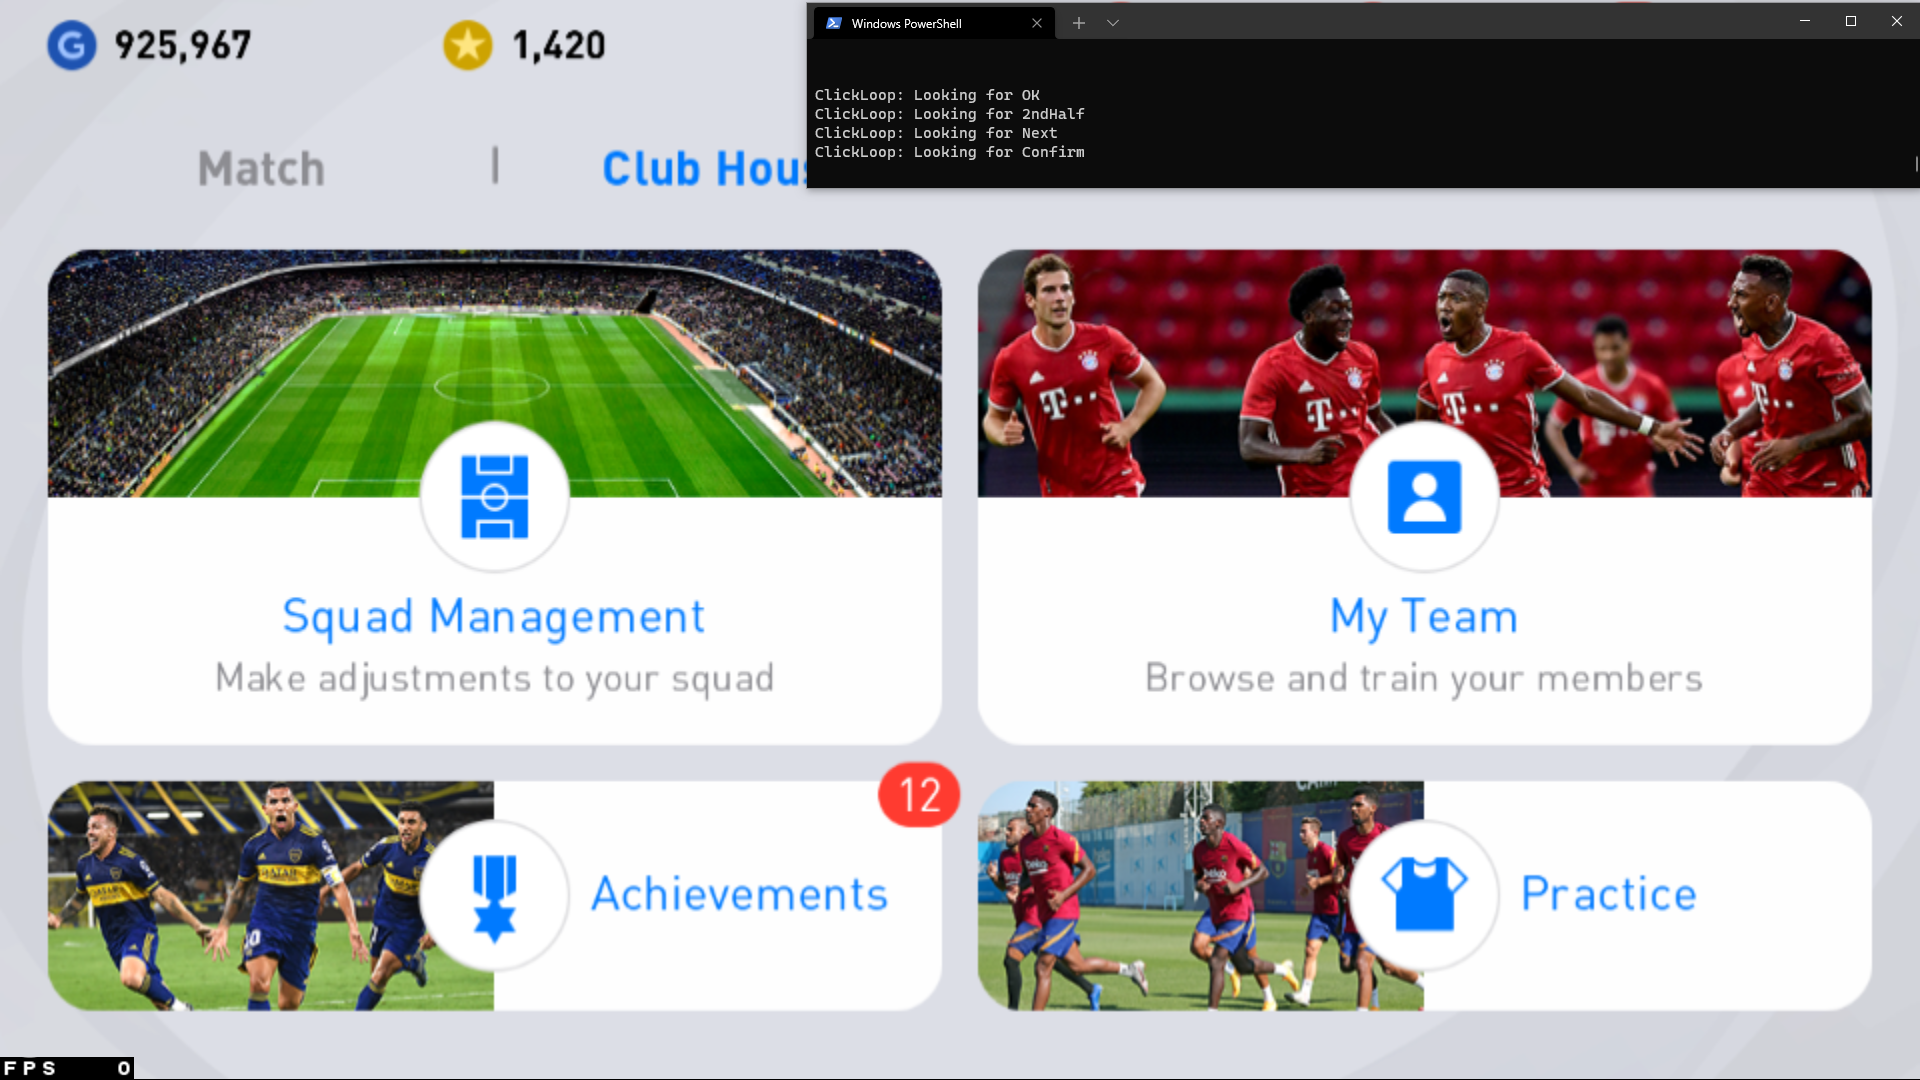 925,967
1,420
Windows PowerShell
ClickLoop: Looking for OK
ClickLoop: Looking for 2ndHalf
ClickLoop: Looking for Next
ClickLoop: Looking for Confirm
Match | Club Hous
Squad Management
Make adjustments to your squad
My Team
Browse and train your members
12
Achievements
Practice
FPS 0